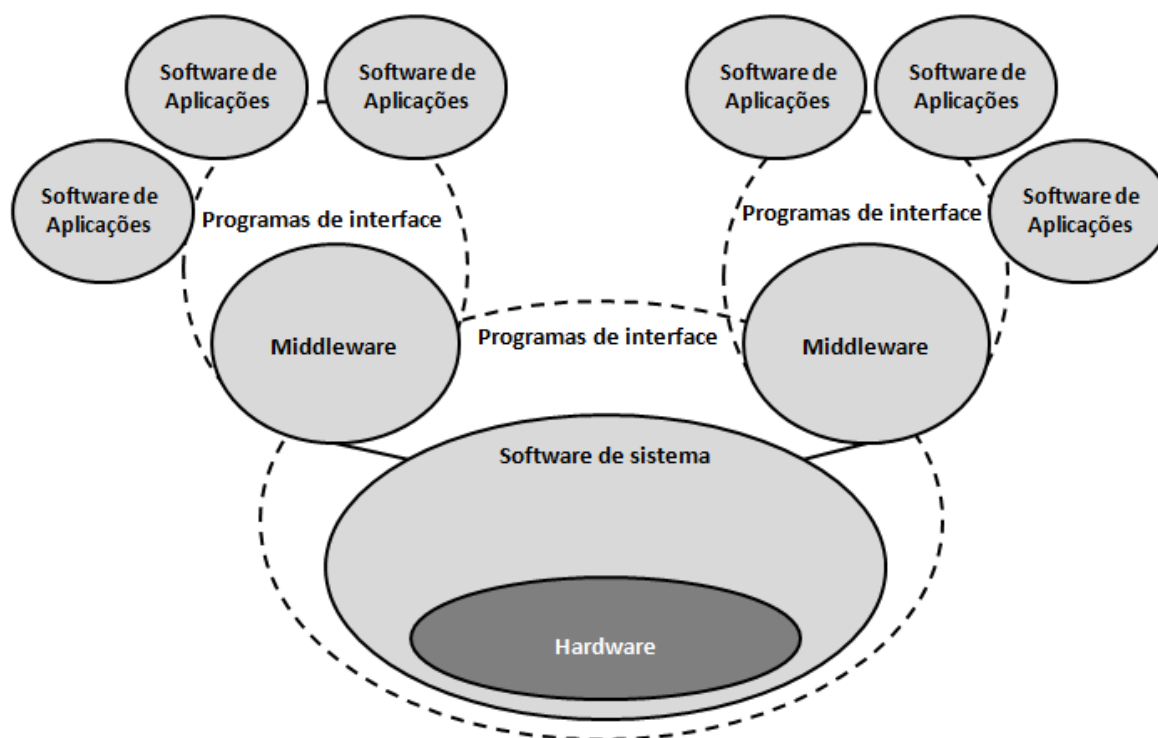 Software de
Aplicações
Software de
Aplicações
Software de
Aplicações
Software de
Aplicações
Software de
Aplicações
Software de
Aplicações
Programas de interface
Programas de interface
Middleware
Programas de interface
Middleware
Software de sistema
Hardware